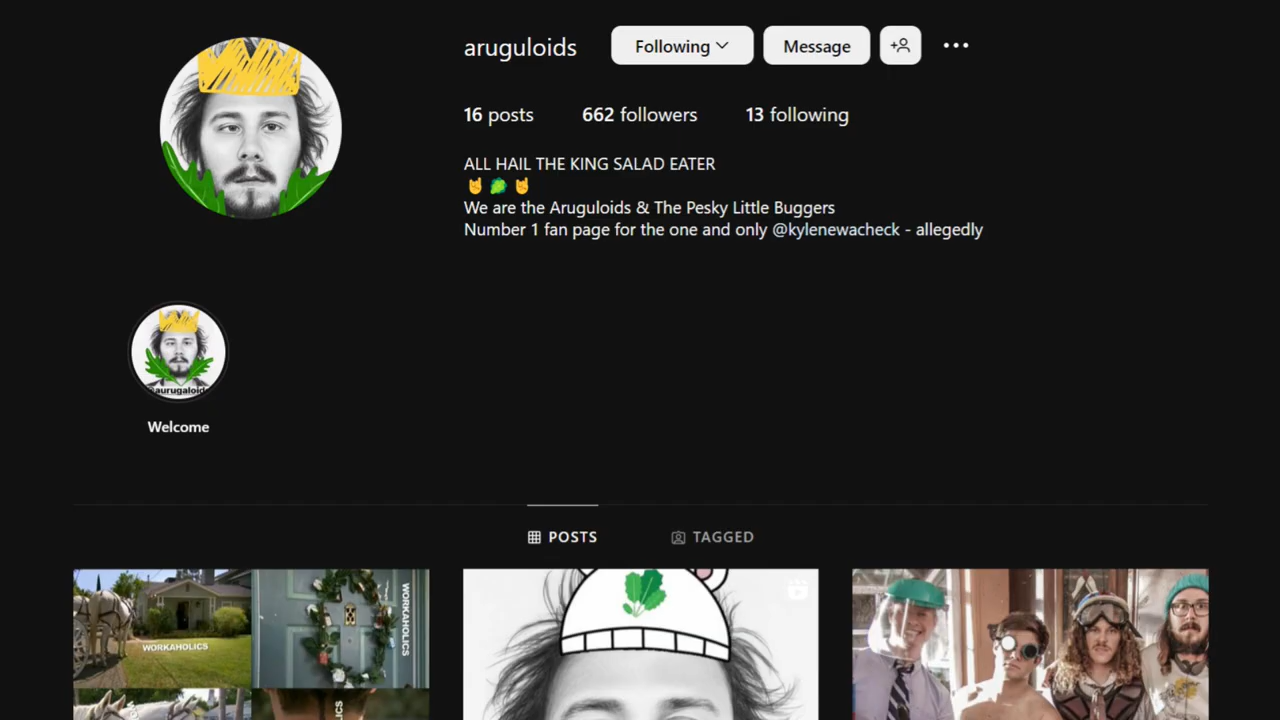 aruguloids
Following
Message
16 posts
662 followers
13 following
ALL HAIL THE KING SALAD EATER
🤘 🥬 🤘
We are the Aruguloids & The Pesky Little Buggers
Number 1 fan page for the one and only @kylenewacheck - allegedly
aurugaloids
Welcome
POSTS
TAGGED
WORKAHOLICS
WORKAHOLICS